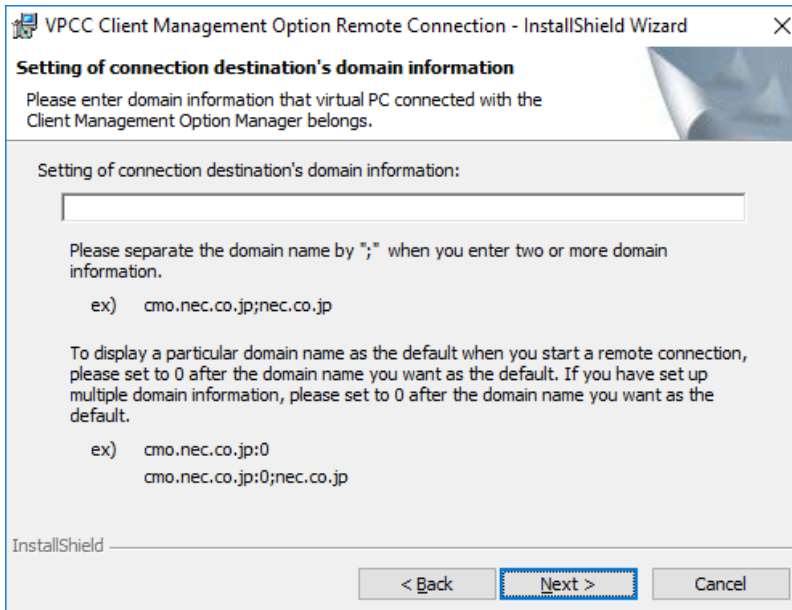 VPCC Client Management Option Remote Connection - InstallShield Wizard
Setting of connection destination's domain information
Please enter domain information that virtual PC connected with the
Client Management Option Manager belongs.
Setting of connection destination's domain information:
Please separate the domain name by ";" when you enter two or more domain
information.
ex) cmo.nec.co.jp;nec.co.jp
To display a particular domain name as the default when you start a remote connection,
please set to 0 after the domain name you want as the default. If you have set up
multiple domain information, please set to 0 after the domain name you want as the
default.
ex) cmo.nec.co.jp:0
cmo.nec.co.jp:0;nec.co.jp
InstallShield
< Back Next > Cancel